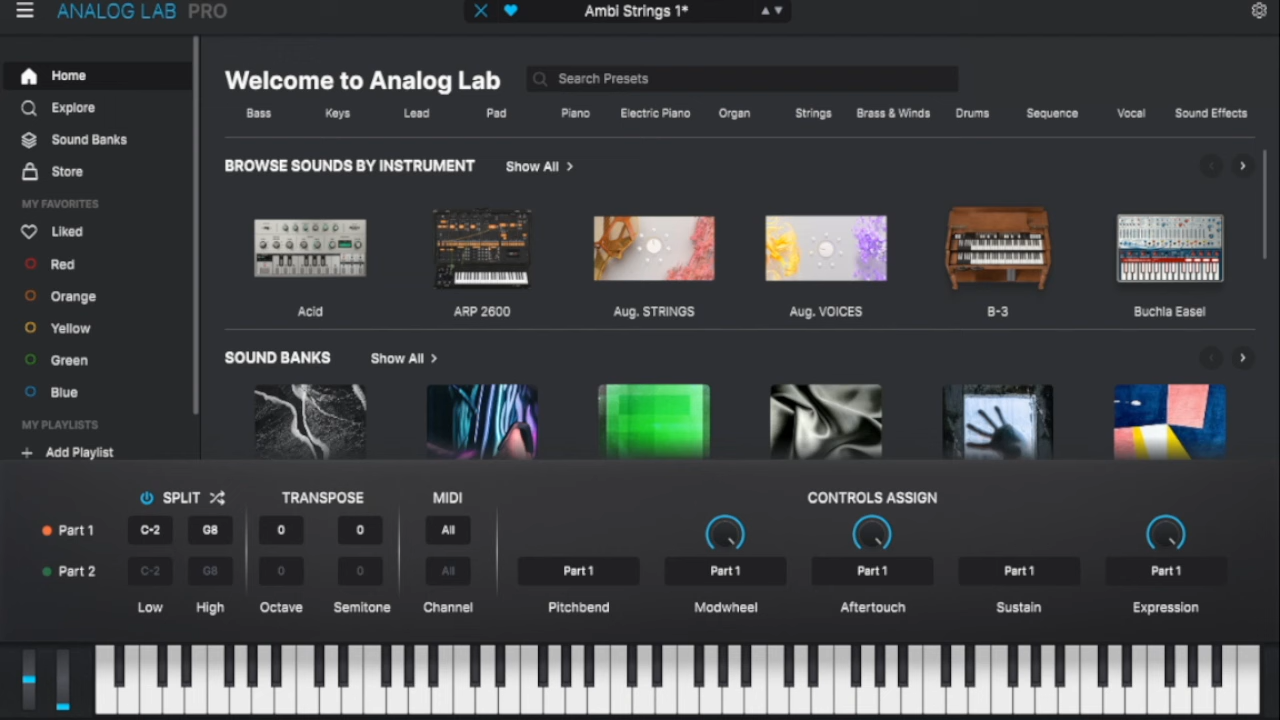 ANALOG LAB PRO
Ambi Strings 1*
Home
Explore
Sound Banks
Store
MY FAVORITES
Liked
Red
Orange
Yellow
Green
Blue
MY PLAYLISTS
Add Playlist
Welcome to Analog Lab
Search Presets
Bass Keys Lead Pad Piano Electric Piano Organ Strings Brass & Winds Drums Sequence Vocal Sound Effects
BROWSE SOUNDS BY INSTRUMENT Show All >
Acid ARP 2600 Aug. STRINGS Aug. VOICES B-3 Buchla Easel
SOUND BANKS Show All >
SPLIT TRANSPOSE MIDI CONTROLS ASSIGN
Part 1 C-2 G8 0 0 All
Part 2 C-2 G8 0 0 All Part 1 Part 1 Part 1 Part 1 Part 1
Low High Octave Semitone Channel Pitchbend Modwheel Aftertouch Sustain Expression